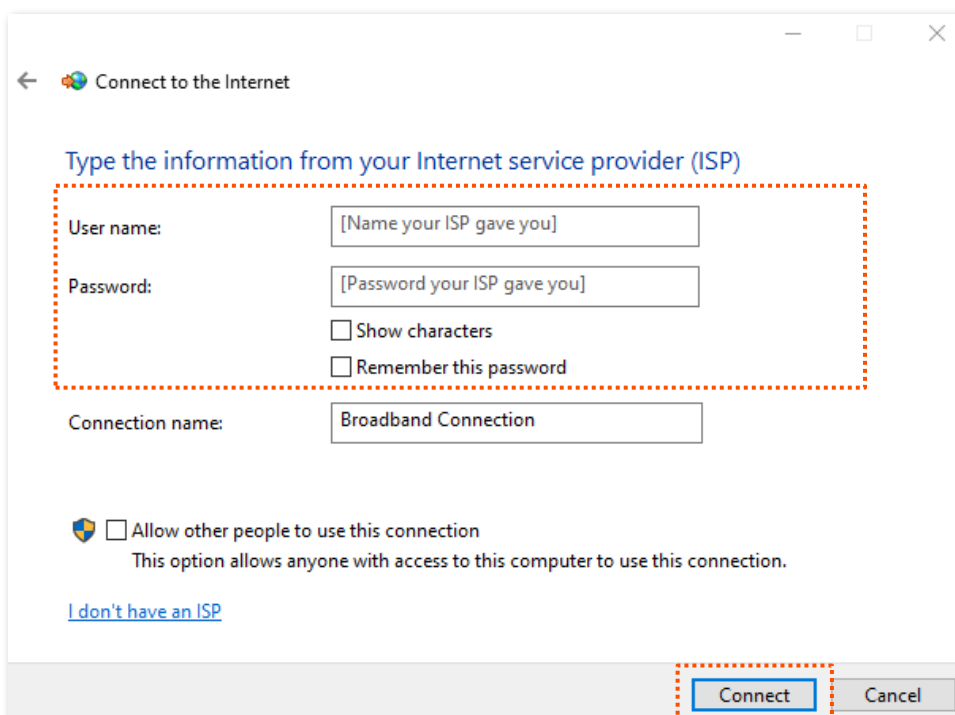 Connect to the Internet
Type the information from your Internet service provider (ISP)
User name: [Name your ISP gave you]
Password: [Password your ISP gave you]
Show characters
Remember this password
Connection name: Broadband Connection
Allow other people to use this connection
This option allows anyone with access to this computer to use this connection.
I don't have an ISP
Connect Cancel